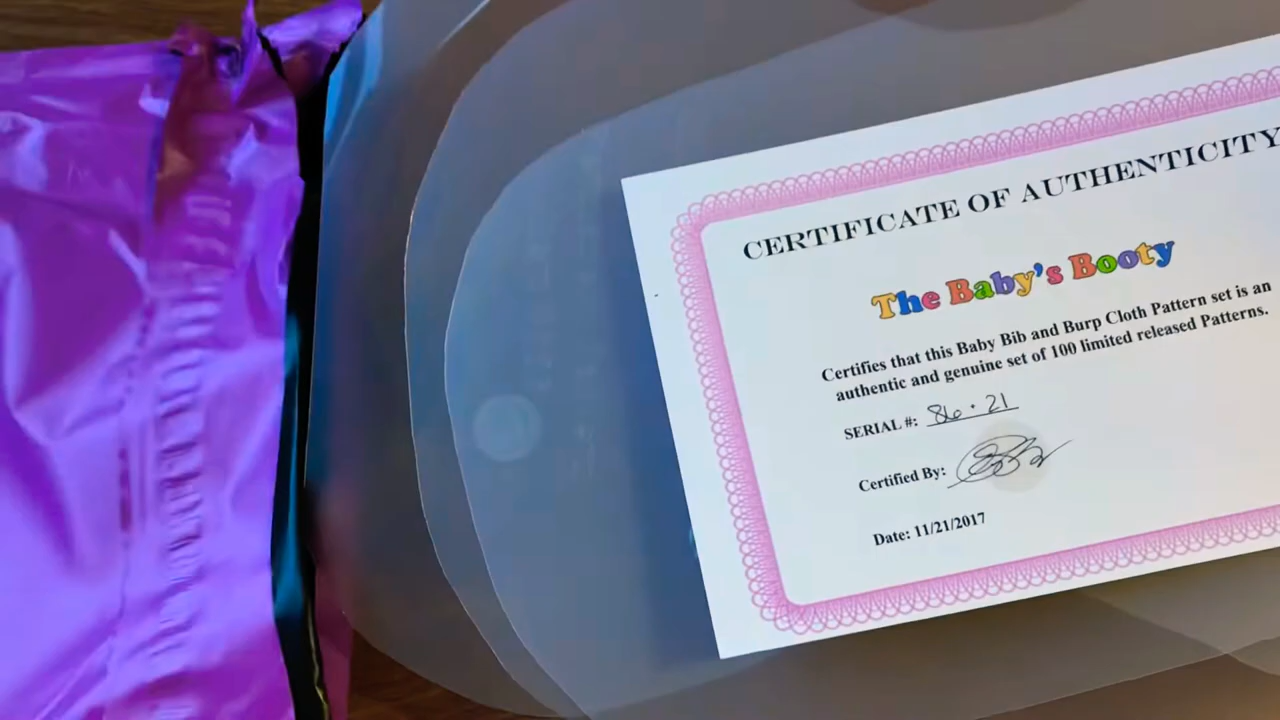 CERTIFICATE OF AUTHENTICITY
The Baby's Booty
Certifies that this Baby Bib and Burp Cloth Pattern set is an
authentic and genuine set of 100 limited released Patterns.
SERIAL #: 86 · 21
Certified By:
Date: 11/21/2017